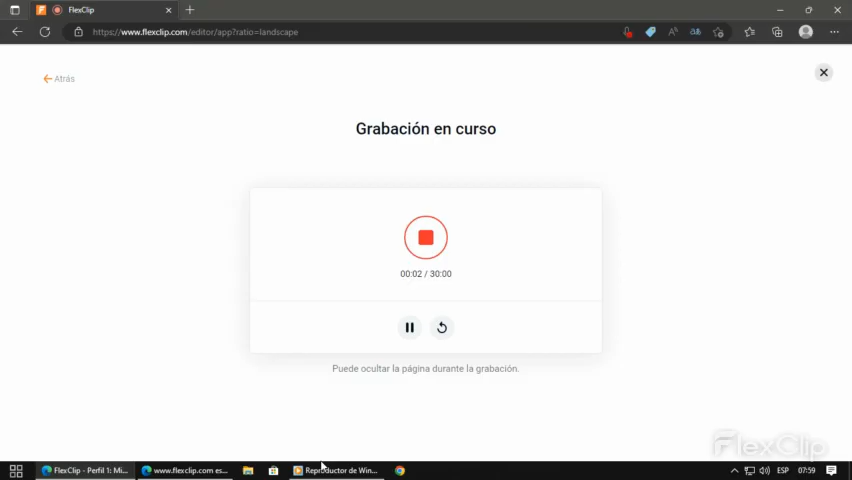 FlexClip
https://www.flexclip.com/editor/app?ratio=landscape
Atrás
Grabación en curso
00:02 / 30:00
Puede ocultar la página durante la grabación.
FlexClip
FlexClip - Perfil 1: Mi...
www.flexclip.com es...
Reproductor de Win...
ESP
07:59